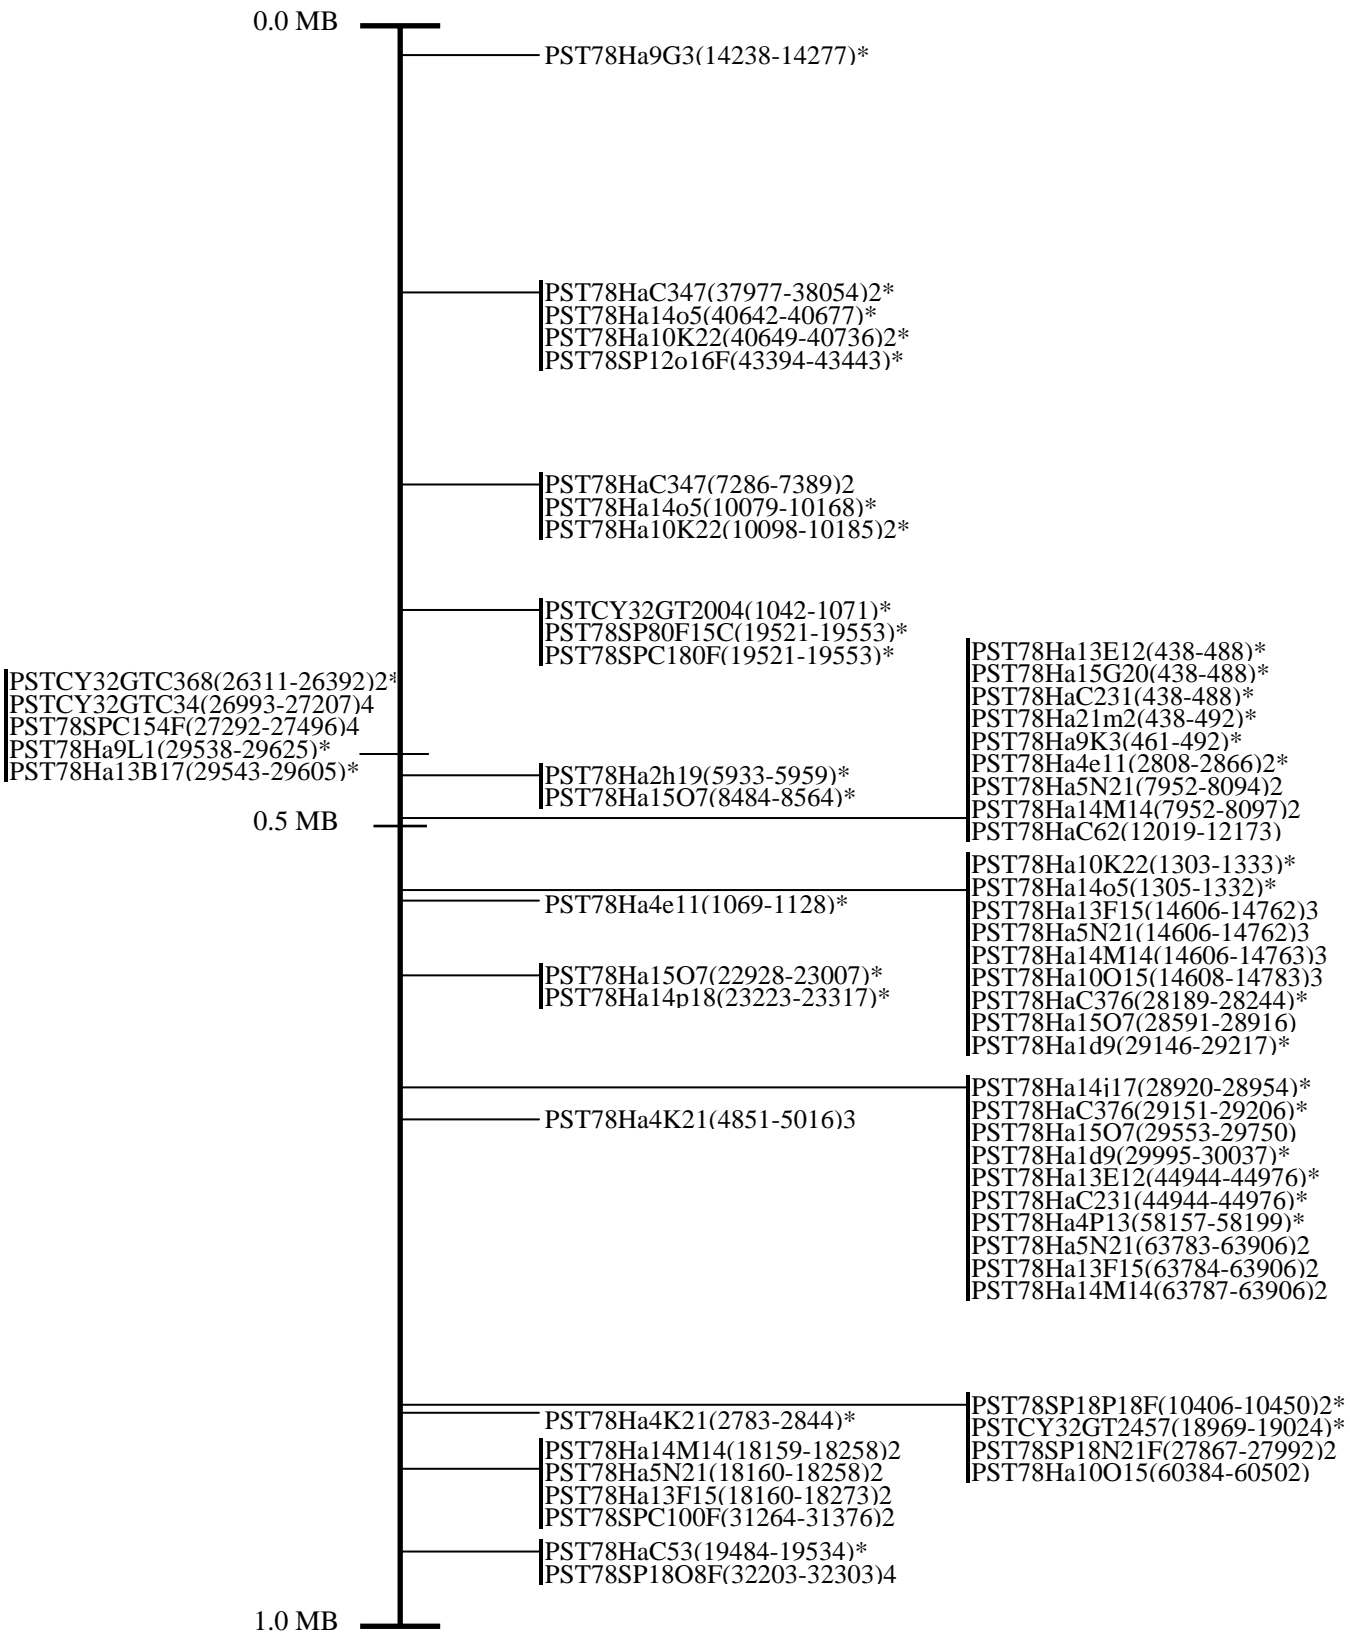 0.0 MB
PST78Ha9G3(14238-14277)*
PST78HaC347(37977-38054)2*
PST78Ha14o5(40642-40677)*
PST78Ha10K22(40649-40736)2*
PST78SP12o16F(43394-43443)*
PST78HaC347(7286-7389)2
PST78Ha14o5(10079-10168)*
PST78Ha10K22(10098-10185)2*
PSTCY32GT2004(1042-1071)*
PST78SP80F15C(19521-19553)*
PST78SPC180F(19521-19553)*
PSTCY32GTC368(26311-26392)2*
PSTCY32GTC34(26993-27207)4
PST78SPC154F(27292-27496)4
PST78Ha9L1(29538-29625)*
PST78Ha13B17(29543-29605)*
PST78Ha2h19(5933-5959)*
PST78Ha15O7(8484-8564)*
PST78Ha13E12(438-488)*
PST78Ha15G20(438-488)*
PST78HaC231(438-488)*
PST78Ha21m2(438-492)*
PST78Ha9K3(461-492)*
PST78Ha4e11(2808-2866)2*
PST78Ha5N21(7952-8094)2
PST78Ha14M14(7952-8097)2
PST78HaC62(12019-12173)
0.5 MB
PST78Ha10K22(1303-1333)*
PST78Ha14o5(1305-1332)*
PST78Ha13F15(14606-14762)3
PST78Ha5N21(14606-14762)3
PST78Ha14M14(14606-14763)3
PST78Ha10O15(14608-14783)3
PST78HaC376(28189-28244)*
PST78Ha15O7(28591-28916)
PST78Ha1d9(29146-29217)*
PST78Ha4e11(1069-1128)*
PST78Ha15O7(22928-23007)*
PST78Ha14p18(23223-23317)*
PST78Ha14j17(28920-28954)*
PST78HaC376(29151-29206)*
PST78Ha15O7(29553-29750)
PST78Ha1d9(29995-30037)*
PST78Ha13E12(44944-44976)*
PST78HaC231(44944-44976)*
PST78Ha4P13(58157-58199)*
PST78Ha5N21(63783-63906)2
PST78Ha13F15(63784-63906)2
PST78Ha14M14(63787-63906)2
PST78Ha4K21(4851-5016)3
PST78SP18P18F(10406-10450)2*
PSTCY32GT2457(18969-19024)*
PST78SP18N21F(27867-27992)2
PST78Ha10O15(60384-60502)
PST78Ha4K21(2783-2844)*
PST78Ha14M14(18159-18258)2
PST78Ha5N21(18160-18258)2
PST78Ha13F15(18160-18273)2
PST78SPC100F(31264-31376)2
PST78HaC53(19484-19534)*
PST78SP18O8F(32203-32303)4
1.0 MB